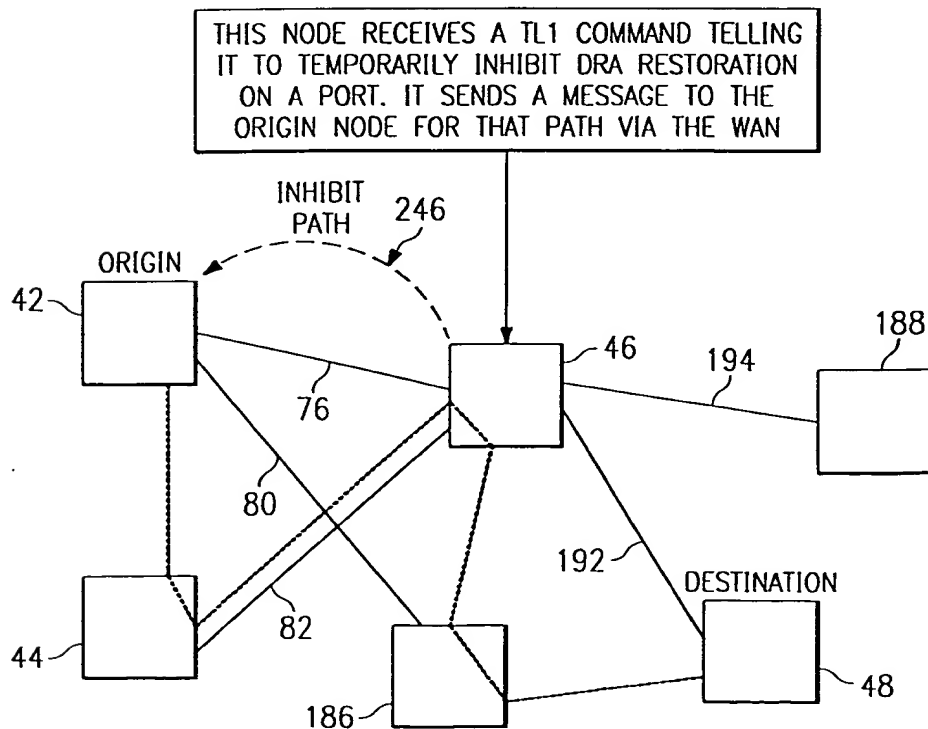 THIS NODE RECEIVES A TL1 COMMAND TELLING
IT TO TEMPORARILY INHIBIT DRA RESTORATION
ON A PORT. IT SENDS A MESSAGE TO THE
ORIGIN NODE FOR THAT PATH VIA THE WAN
INHIBIT
PATH
246
ORIGIN
42
46
188
194
76
80
82
192
DESTINATION
44
186
48